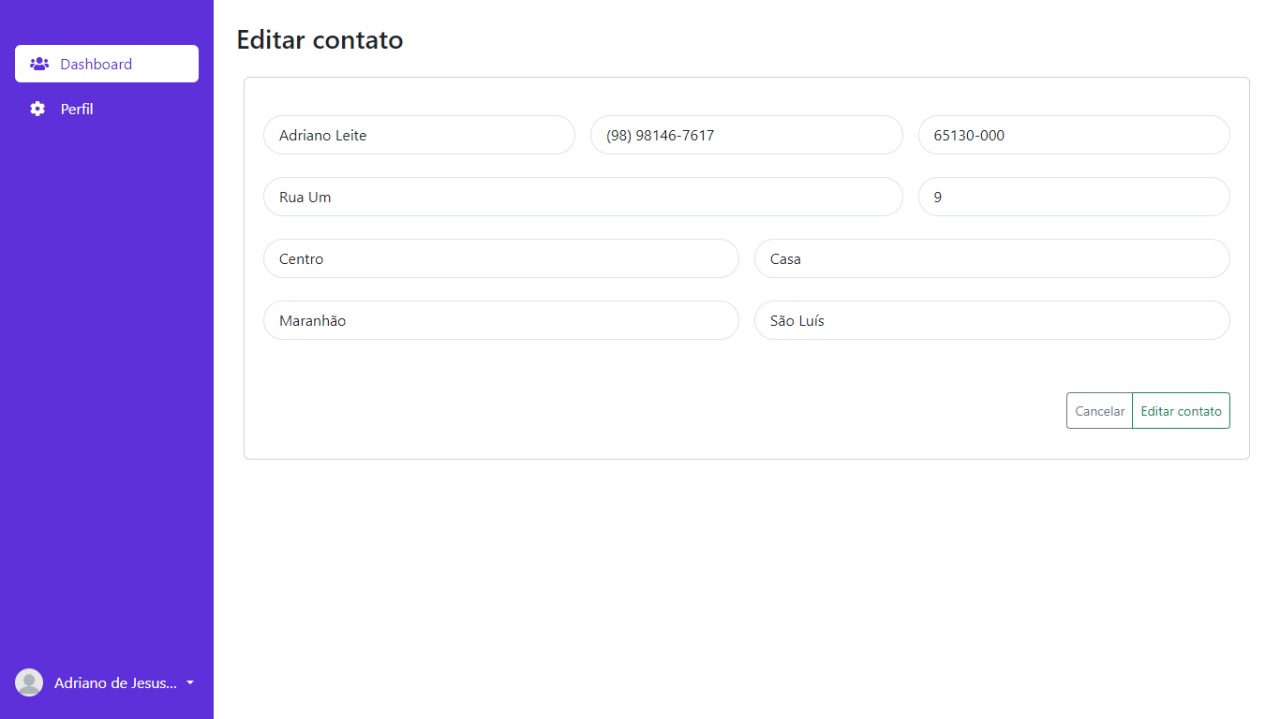 Dashboard
Perfil
Adriano de Jesus...
Editar contato
Adriano Leite
(98) 98146-7617
65130-000
Rua Um
9
Centro
Casa
Maranhão
São Luís
Cancelar
Editar contato